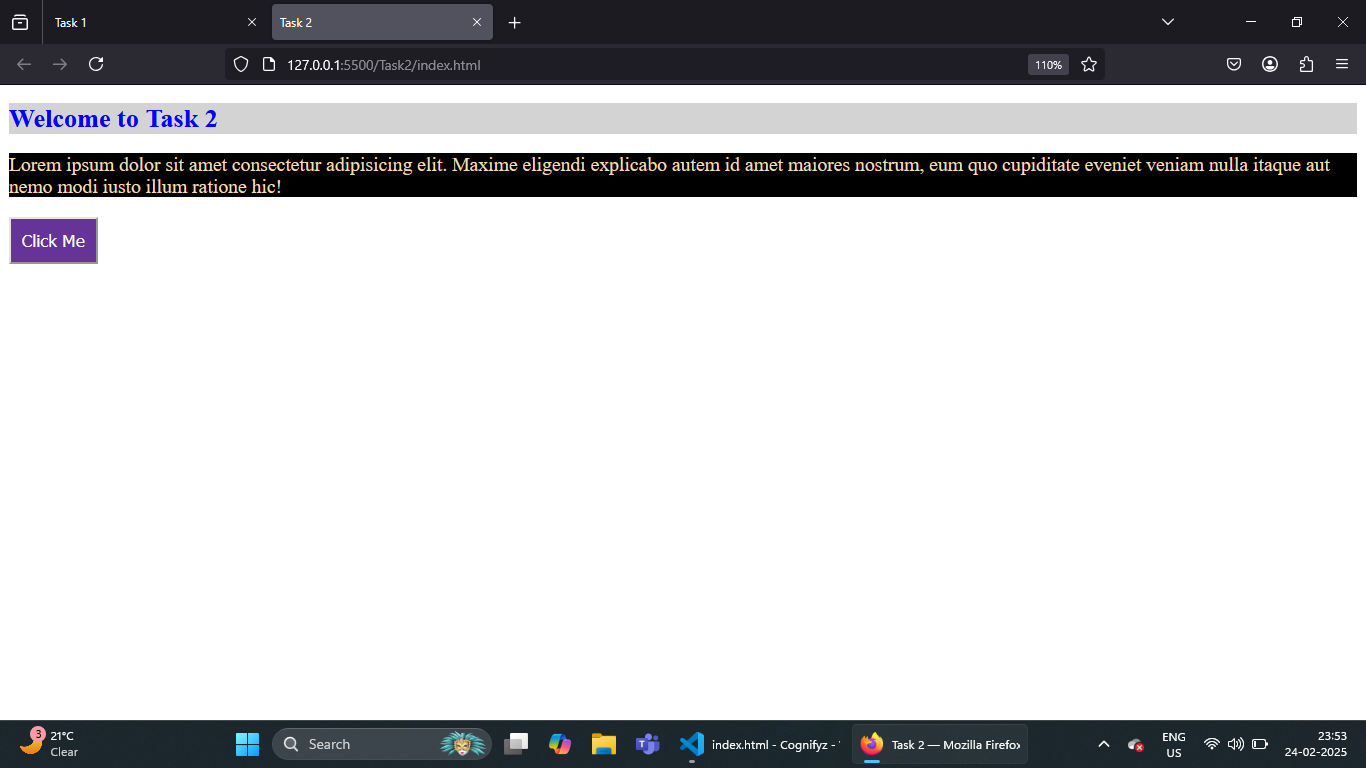 Task 1
Task 2
127.0.0.1:5500/Task2/index.html
110%
Welcome to Task 2
Lorem ipsum dolor sit amet consectetur adipisicing elit. Maxime eligendi explicabo autem id amet maiores nostrum, eum quo cupiditate eveniet veniam nulla itaque aut
nemo modi iusto illum ratione hic!
Click Me
3
21°C
Clear
Search
index.html - Cognifyz -
Task 2 — Mozilla Firefo
ENG
US
23:53
24-02-2025